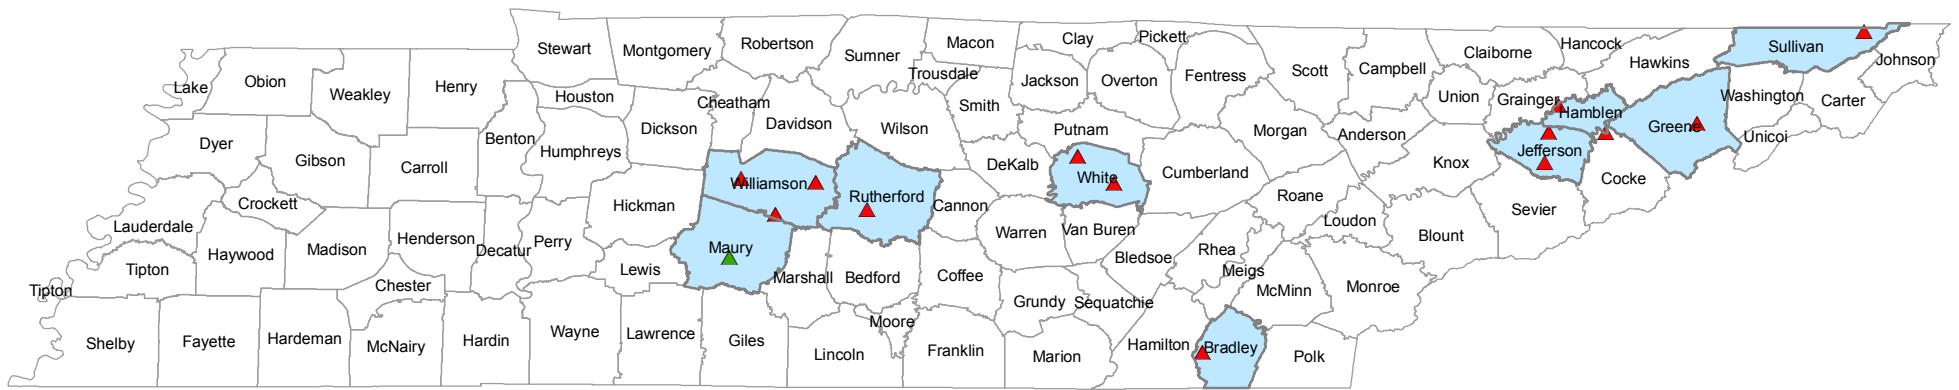 Stewart
Montgomery
Robertson
Sumner
Macon
Clay
Pickett
Scott
Campbell
Claiborne
Hancock
Hawkins
Sullivan
Johnson
Lake
Obion
Weakley
Henry
Houston
Cheatham
Trousdale
Jackson
Overton
Fentress
Union
Grainger
Hamblen
Washington
Carter
Dyer
Gibson
Carroll
Benton
Humphreys
Dickson
Davidson
Wilson
Smith
Putnam
Morgan
Anderson
Knox
Jefferson
Greene
Unicoi
Lauderdale
Crockett
Haywood
Madison
Henderson
Decatur
Perry
Hickman
Williamson
Rutherford
Cannon
DeKalb
White
Cumberland
Roane
Loudon
Blount
Sevier
Cocke
Tipton
Tipton
Chester
Lewis
Maury
Marshall
Bedford
Coffee
Warren
Van Buren
Bledsoe
Rhea
Meigs
McMinn
Monroe
Shelby
Fayette
Hardeman
McNairy
Hardin
Wayne
Lawrence
Giles
Lincoln
Moore
Franklin
Grundy
Sequatchie
Marion
Hamilton
Bradley
Polk